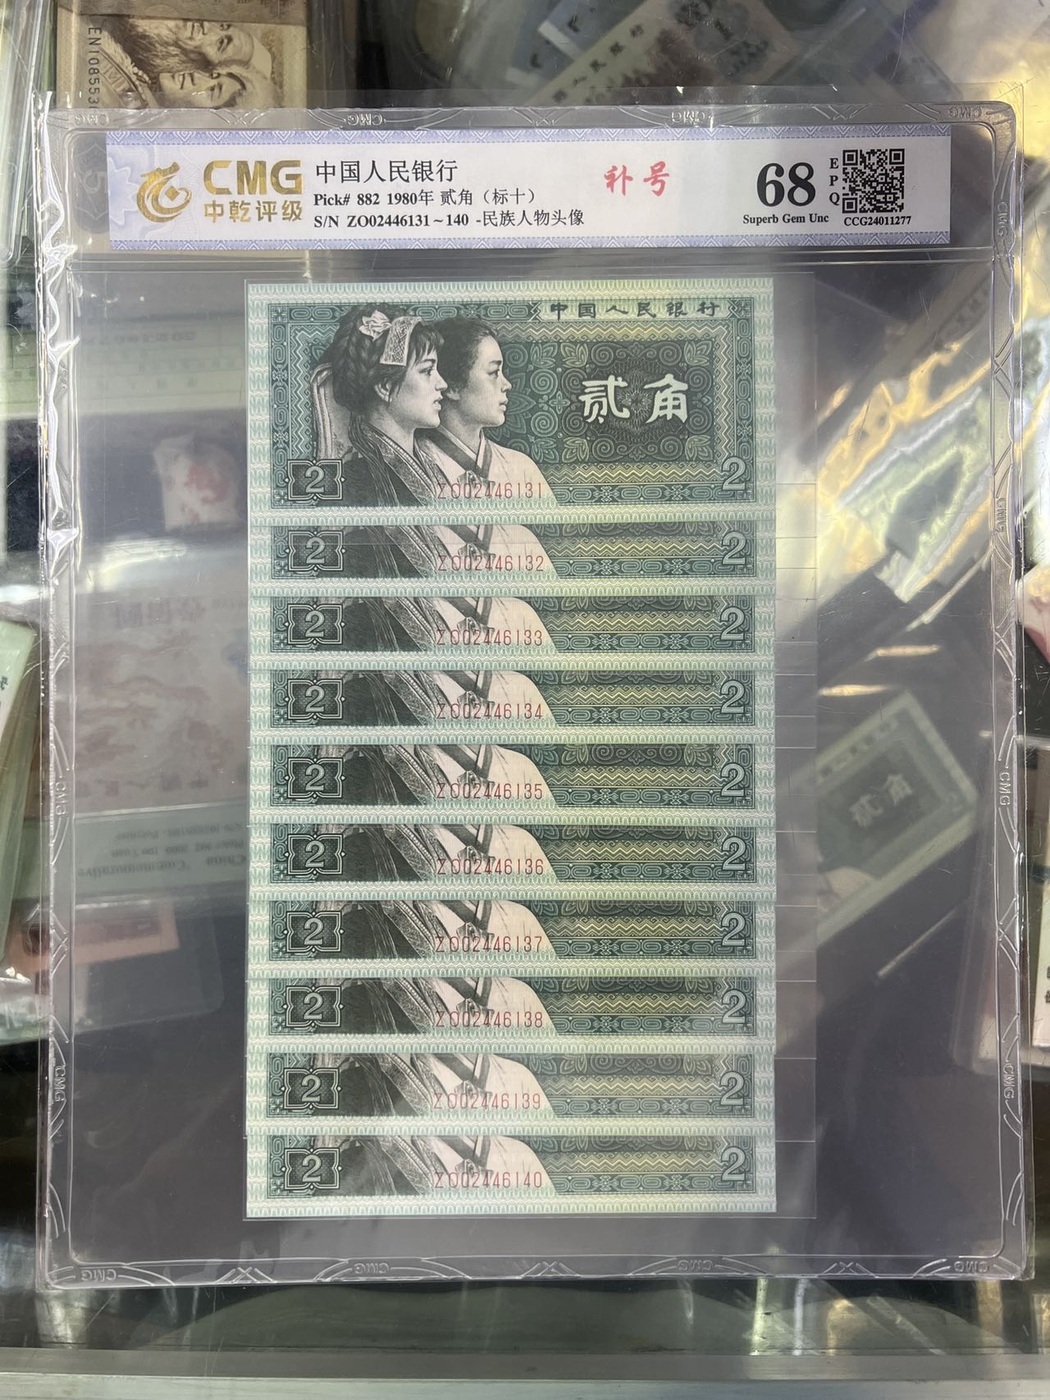 CMG
中乾评级
中国人民银行
Pick# 882 1980年 贰角（标十）
S/N ZO02446131~140 -民族人物头像
补号
68
EPQ
Superb Gem Unc
CCG24011277
中国人民银行
贰角
2 ZO02446131 2
2 ZO02446132 2
2 ZO02446133 2
2 ZO02446134 2
2 ZO02446135 2
2 ZO02446136 2
2 ZO02446137 2
2 ZO02446138 2
2 ZO02446139 2
2 ZO02446140 2